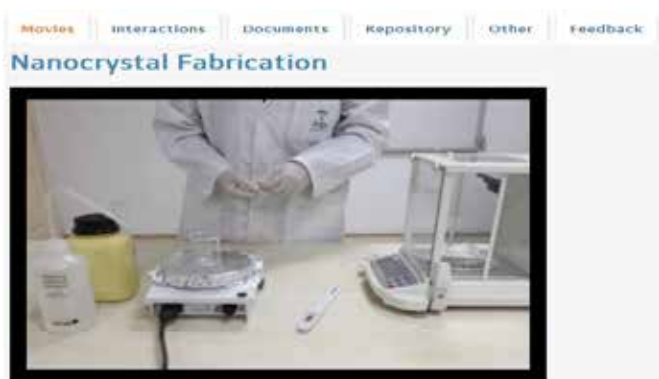 Movies Interactions Documents Repository Other Feedback
Nanocrystal Fabrication